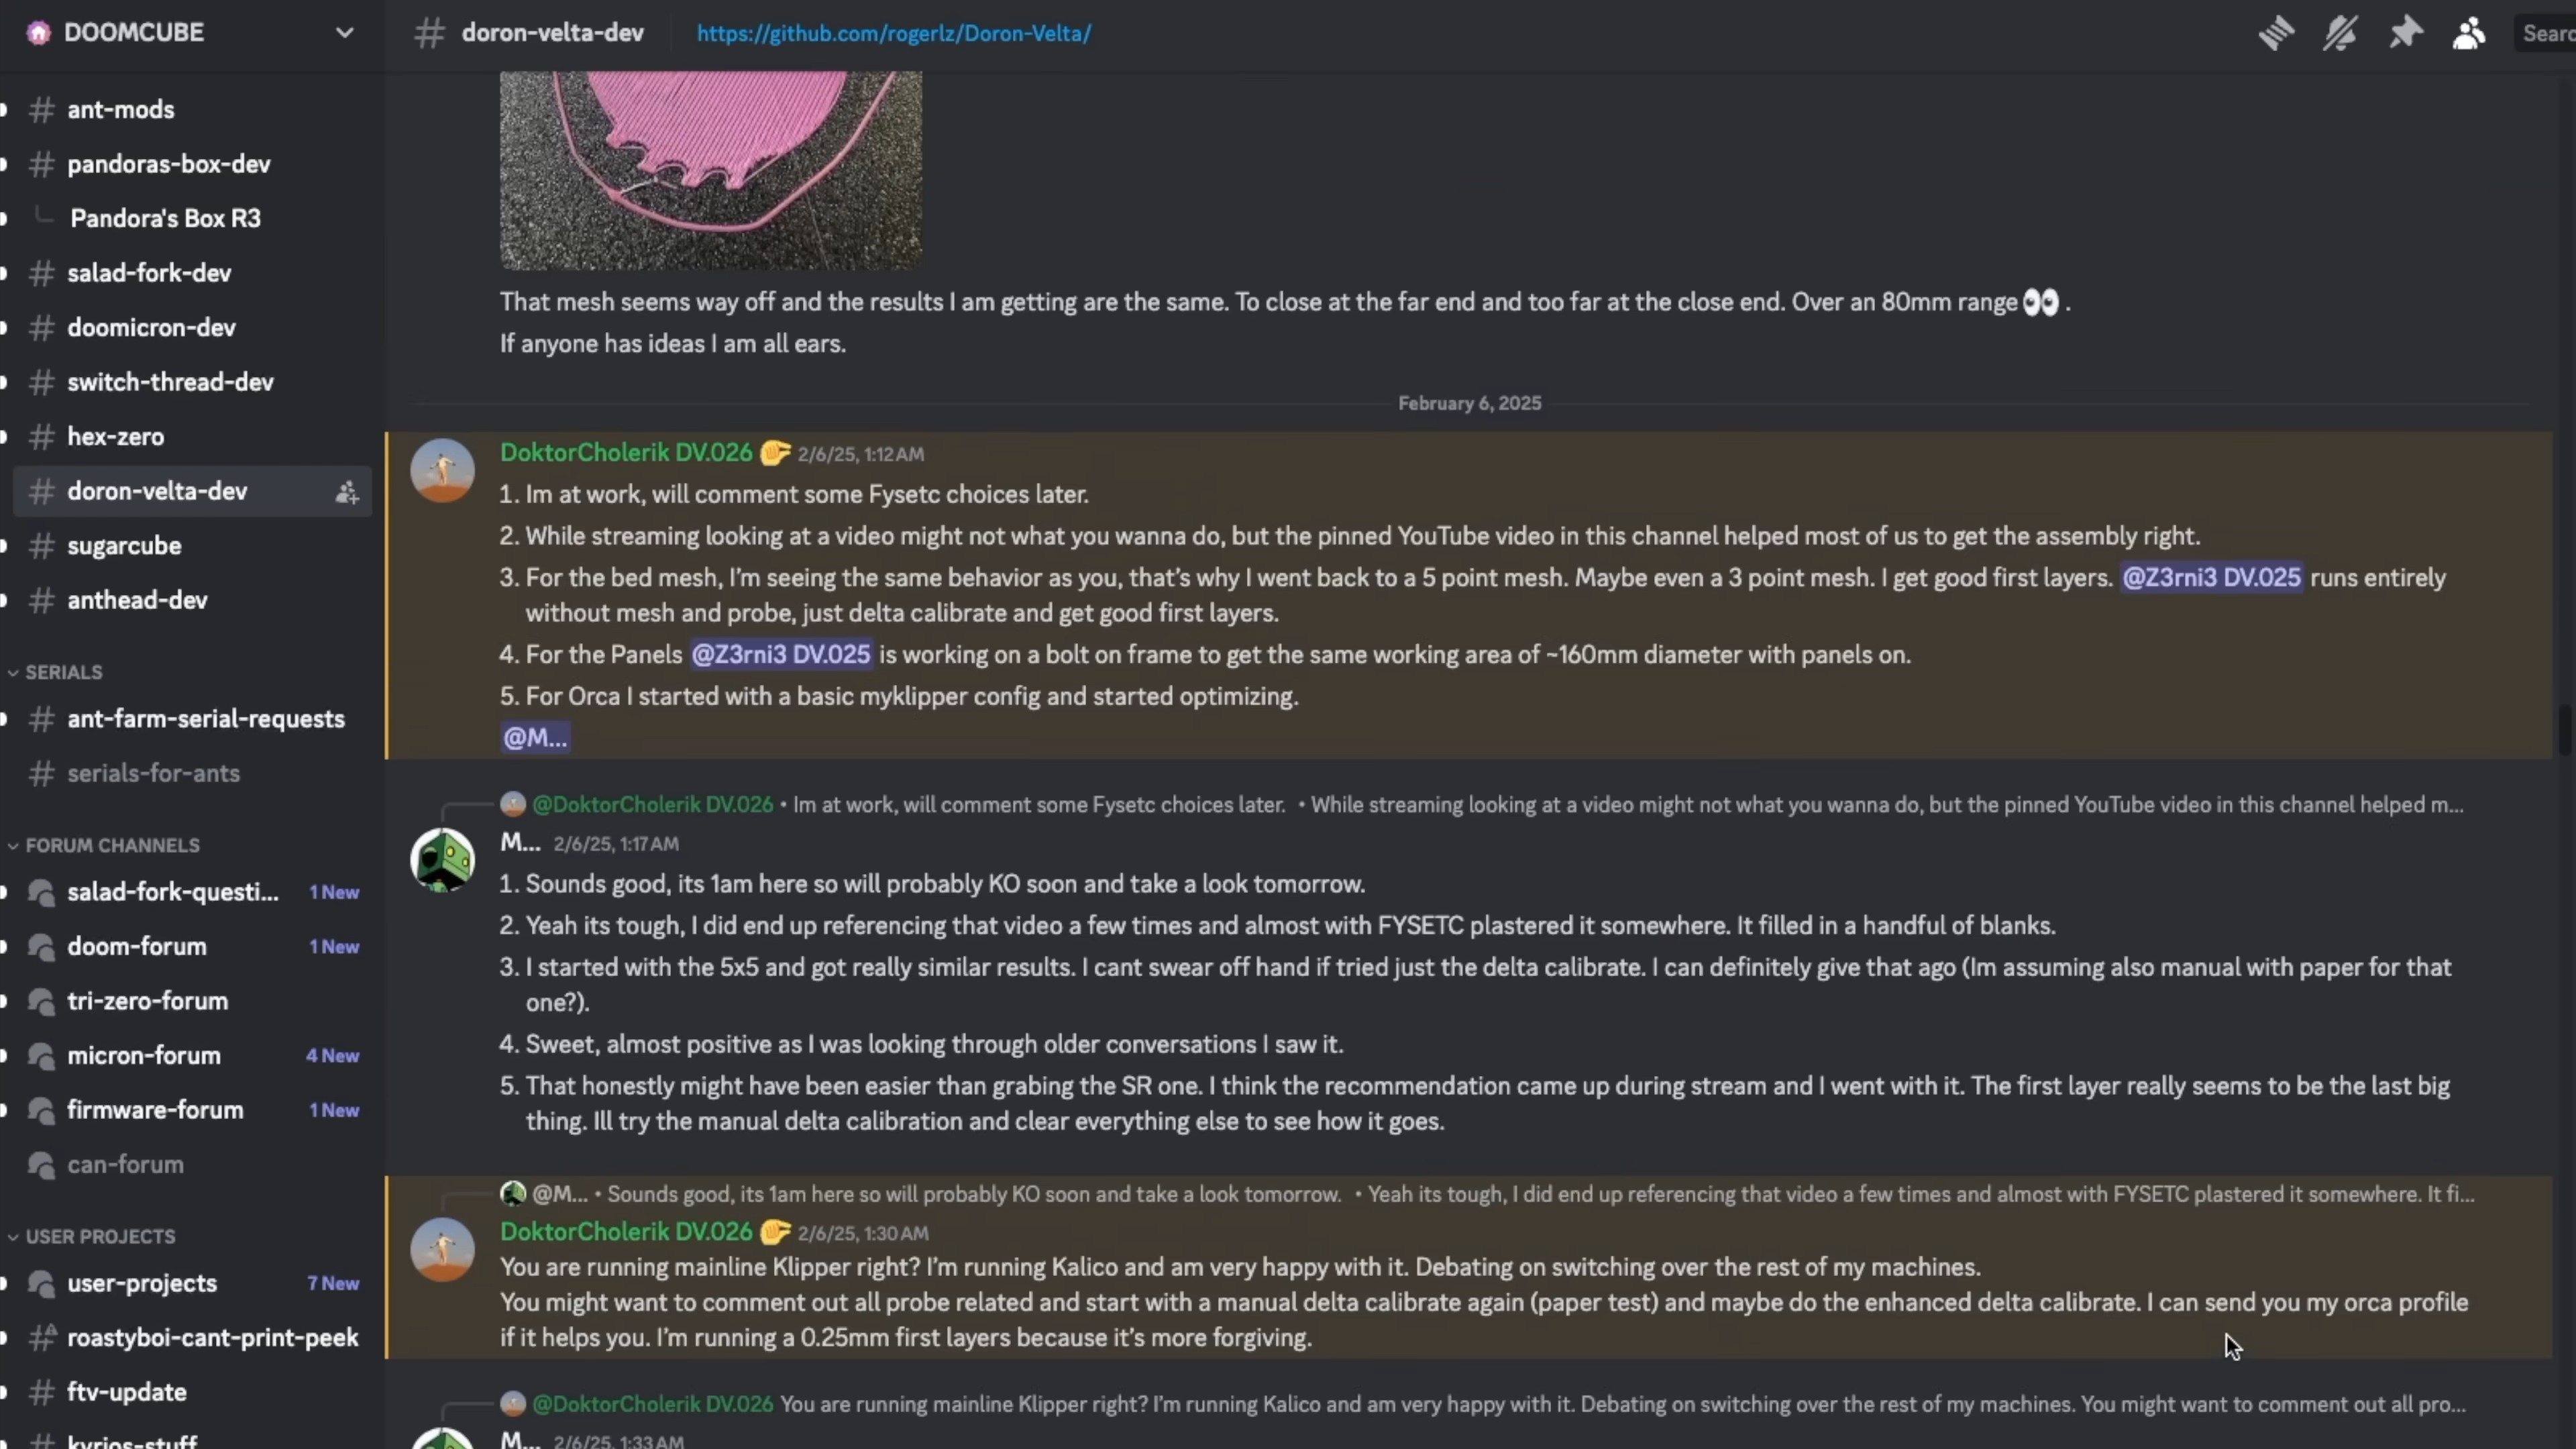 DOOMCUBE
doron-velta-dev
https://github.com/rogerlz/Doron-Velta/
Searc
ant-mods
pandoras-box-dev
Pandora's Box R3
salad-fork-dev
doomicron-dev
switch-thread-dev
hex-zero
doron-velta-dev
sugarcube
anthead-dev
SERIALS
ant-farm-serial-requests
serials-for-ants
FORUM CHANNELS
salad-fork-questi... 1 New
doom-forum 1 New
tri-zero-forum
micron-forum 4 New
firmware-forum 1 New
can-forum
USER PROJECTS
user-projects 7 New
roastyboi-cant-print-peek
ftv-update
kyrios-stuff
That mesh seems way off and the results I am getting are the same. To close at the far end and too far at the close end. Over an 80mm range 👀 .
If anyone has ideas I am all ears.
February 6, 2025
DoktorCholerik DV.026 2/6/25, 1:12 AM
1. Im at work, will comment some Fysetc choices later.
2. While streaming looking at a video might not what you wanna do, but the pinned YouTube video in this channel helped most of us to get the assembly right.
3. For the bed mesh, I'm seeing the same behavior as you, that's why I went back to a 5 point mesh. Maybe even a 3 point mesh. I get good first layers. @Z3rni3 DV.025 runs entirely
without mesh and probe, just delta calibrate and get good first layers.
4. For the Panels @Z3rni3 DV.025 is working on a bolt on frame to get the same working area of ~160mm diameter with panels on.
5. For Orca I started with a basic myklipper config and started optimizing.
@M...
@DoktorCholerik DV.026 • Im at work, will comment some Fysetc choices later. • While streaming looking at a video might not what you wanna do, but the pinned YouTube video in this channel helped m...
M... 2/6/25, 1:17 AM
1. Sounds good, its 1am here so will probably KO soon and take a look tomorrow.
2. Yeah its tough, I did end up referencing that video a few times and almost with FYSETC plastered it somewhere. It filled in a handful of blanks.
3. I started with the 5x5 and got really similar results. I cant swear off hand if tried just the delta calibrate. I can definitely give that ago (Im assuming also manual with paper for that
one?).
4. Sweet, almost positive as I was looking through older conversations I saw it.
5. That honestly might have been easier than grabing the SR one. I think the recommendation came up during stream and I went with it. The first layer really seems to be the last big
thing. Ill try the manual delta calibration and clear everything else to see how it goes.
@M... • Sounds good, its 1am here so will probably KO soon and take a look tomorrow. • Yeah its tough, I did end up referencing that video a few times and almost with FYSETC plastered it somewhere. It fi...
DoktorCholerik DV.026 2/6/25, 1:30 AM
You are running mainline Klipper right? I'm running Kalico and am very happy with it. Debating on switching over the rest of my machines.
You might want to comment out all probe related and start with a manual delta calibrate again (paper test) and maybe do the enhanced delta calibrate. I can send you my orca profile
if it helps you. I'm running a 0.25mm first layers because it's more forgiving.
@DoktorCholerik DV.026 You are running mainline Klipper right? I'm running Kalico and am very happy with it. Debating on switching over the rest of my machines. You might want to comment out all pro...
M... 2/6/25, 1:33 AM